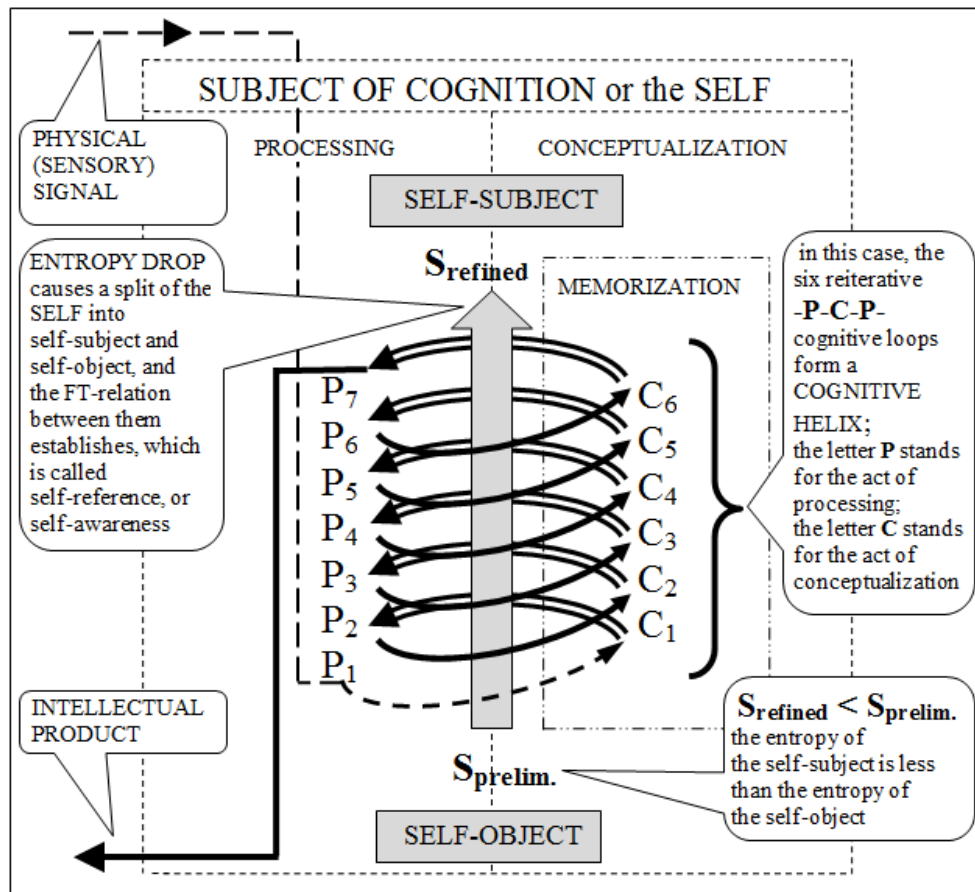 SUBJECT OF COGNITION or the SELF
PHYSICAL
(SENSORY)
SIGNAL
PROCESSING
CONCEPTUALIZATION
SELF-SUBJECT
ENTROPY DROP
causes a split of the
SELF into
self-subject and
self-object, and
the FT-relation
between them
establishes, which
is called
self-reference, or
self-awareness
S refined
MEMORIZATION
in this case, the
six reiterative
-P-C-P-
cognitive loops
form a
COGNITIVE
HELIX;
the letter P stands
for the act of
processing;
the letter C stands
for the act of
conceptualization
P7
P6
P5
P4
P3
P2
P1
C6
C5
C4
C3
C2
C1
INTELLECTUAL
PRODUCT
S prelim.
S refined < S prelim.
the entropy of
the self-subject is less
than the entropy of
the self-object
SELF-OBJECT